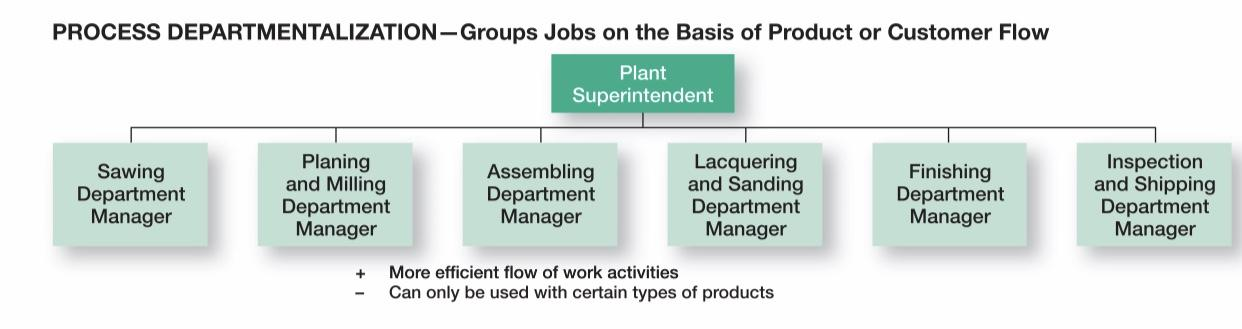 PROCESS DEPARTMENTALIZATION—Groups Jobs on the Basis of Product or Customer Flow
Plant
Superintendent
Sawing
Department
Manager
Planing
and Milling
Department
Manager
Assembling
Department
Manager
Lacquering
and Sanding
Department
Manager
Finishing
Department
Manager
Inspection
and Shipping
Department
Manager
+ More efficient flow of work activities
– Can only be used with certain types of products